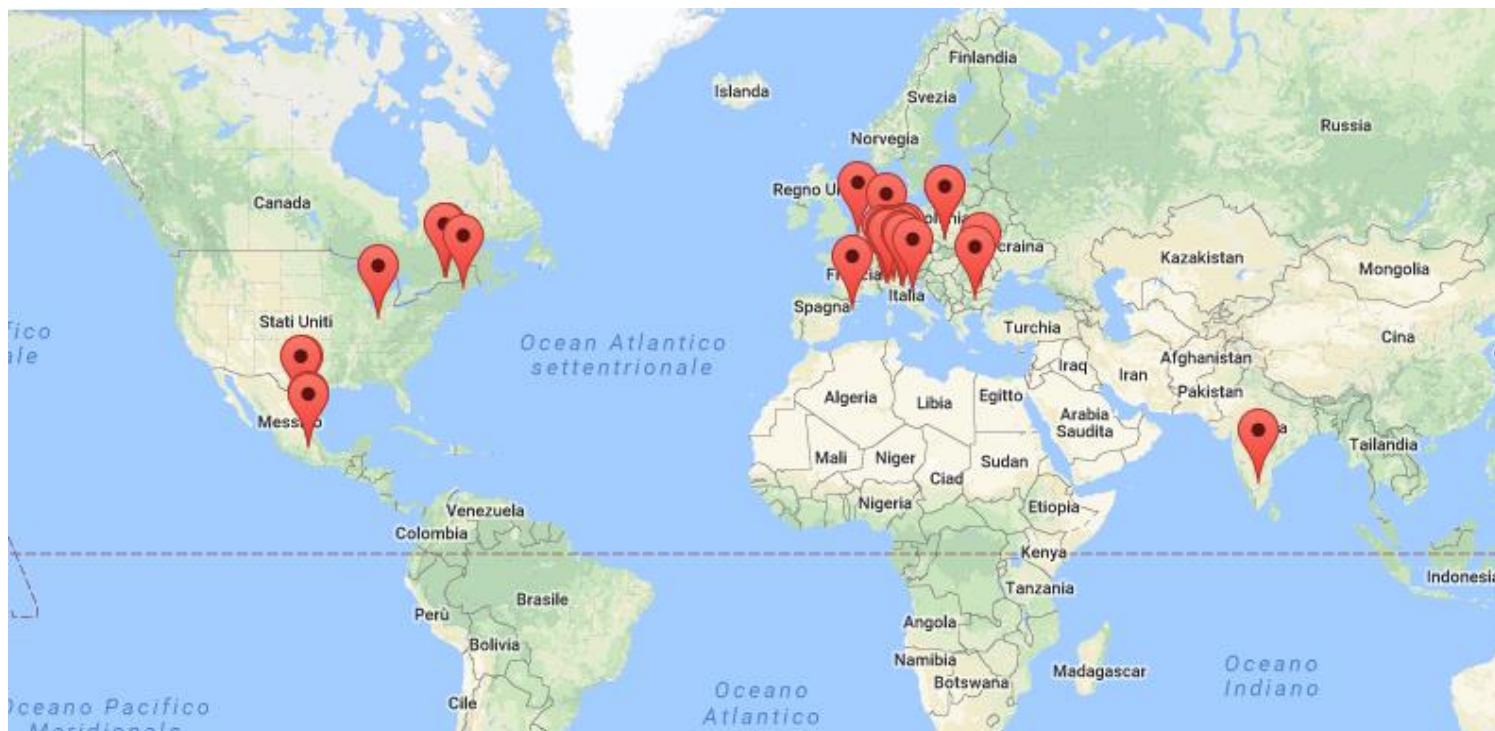 Finlandia
Islanda
Svezia
Russia
Norvegia
Canada
Regno
Kazakistan
Mongolia
Stati Uniti
Italia
Spagna
Ocean Atlantico
settentrionale
Turchia
Cina
Afghanistan
Iraq
Iran
Pakistan
Algeria
Libia
Egitto
Arabia
Saudita
Tailandia
Mali
Niger
Ciad
Sudan
Nigeria
Etiopia
Venezuela
Colombia
Kenya
Indonesia
Tanzania
Brasile
Perù
Angola
Bolivia
Namibia
Botswana
Madagascar
Oceano
Indiano
Oceano
Atlantico
Cile
Oceano Pacifico